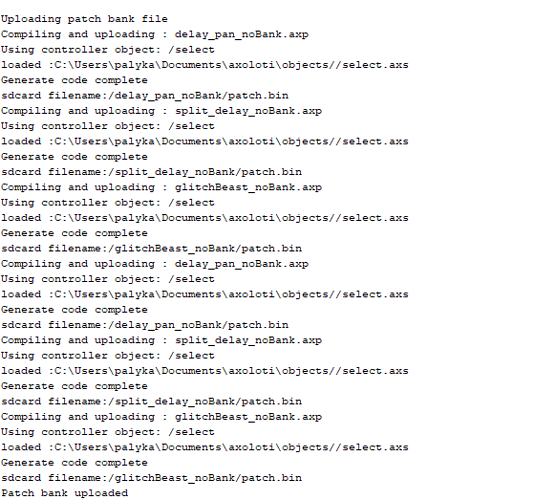 Uploading patch bank file
Compiling and uploading : delay_pan_noBank.axp
Using controller object: /select
loaded :C:\Users\palyka\Documents\axoloti\objects//select.axs
Generate code complete
sdcard filename:/delay_pan_noBank/patch.bin
Compiling and uploading : split_delay_noBank.axp
Using controller object: /select
loaded :C:\Users\palyka\Documents\axoloti\objects//select.axs
Generate code complete
sdcard filename:/split_delay_noBank/patch.bin
Compiling and uploading : glitchBeast_noBank.axp
Using controller object: /select
loaded :C:\Users\palyka\Documents\axoloti\objects//select.axs
Generate code complete
sdcard filename:/glitchBeast_noBank/patch.bin
Compiling and uploading : delay_pan_noBank.axp
Using controller object: /select
loaded :C:\Users\palyka\Documents\axoloti\objects//select.axs
Generate code complete
sdcard filename:/delay_pan_noBank/patch.bin
Compiling and uploading : split_delay_noBank.axp
Using controller object: /select
loaded :C:\Users\palyka\Documents\axoloti\objects//select.axs
Generate code complete
sdcard filename:/split_delay_noBank/patch.bin
Compiling and uploading : glitchBeast_noBank.axp
Using controller object: /select
loaded :C:\Users\palyka\Documents\axoloti\objects//select.axs
Generate code complete
sdcard filename:/glitchBeast_noBank/patch.bin
Patch bank uploaded